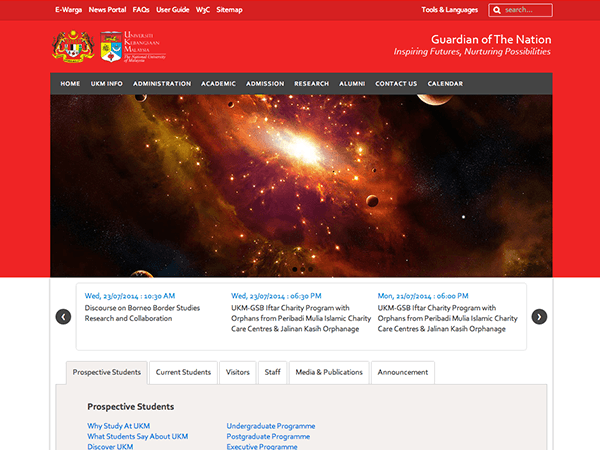 E-Warga News Portal FAQs User Guide W3C Sitemap
Tools & Languages search...
Universiti
Kebangsaan
Malaysia
The National University
of Malaysia
Guardian of The Nation
Inspiring Futures, Nurturing Possibilities
HOME UKM INFO ADMINISTRATION ACADEMIC ADMISSION RESEARCH ALUMNI CONTACT US CALENDAR
Wed, 23/07/2014 : 10:30 AM
Discourse on Borneo Border Studies
Research and Collaboration
Wed, 23/07/2014 : 06:30 PM
UKM-GSB Iftar Charity Program with
Orphans from Peribadi Mulia Islamic Charity
Care Centres & Jalinan Kasih Orphanage
Mon, 21/07/2014 : 06:00 PM
UKM-GSB Iftar Charity Program with
Orphans from Peribadi Mulia Islamic Charity
Care Centres & Jalinan Kasih Orphanage
Prospective Students Current Students Visitors Staff Media & Publications Announcement
Prospective Students
Why Study At UKM
What Students Say About UKM
Discover UKM
Undergraduate Programme
Postgraduate Programme
Executive Programme